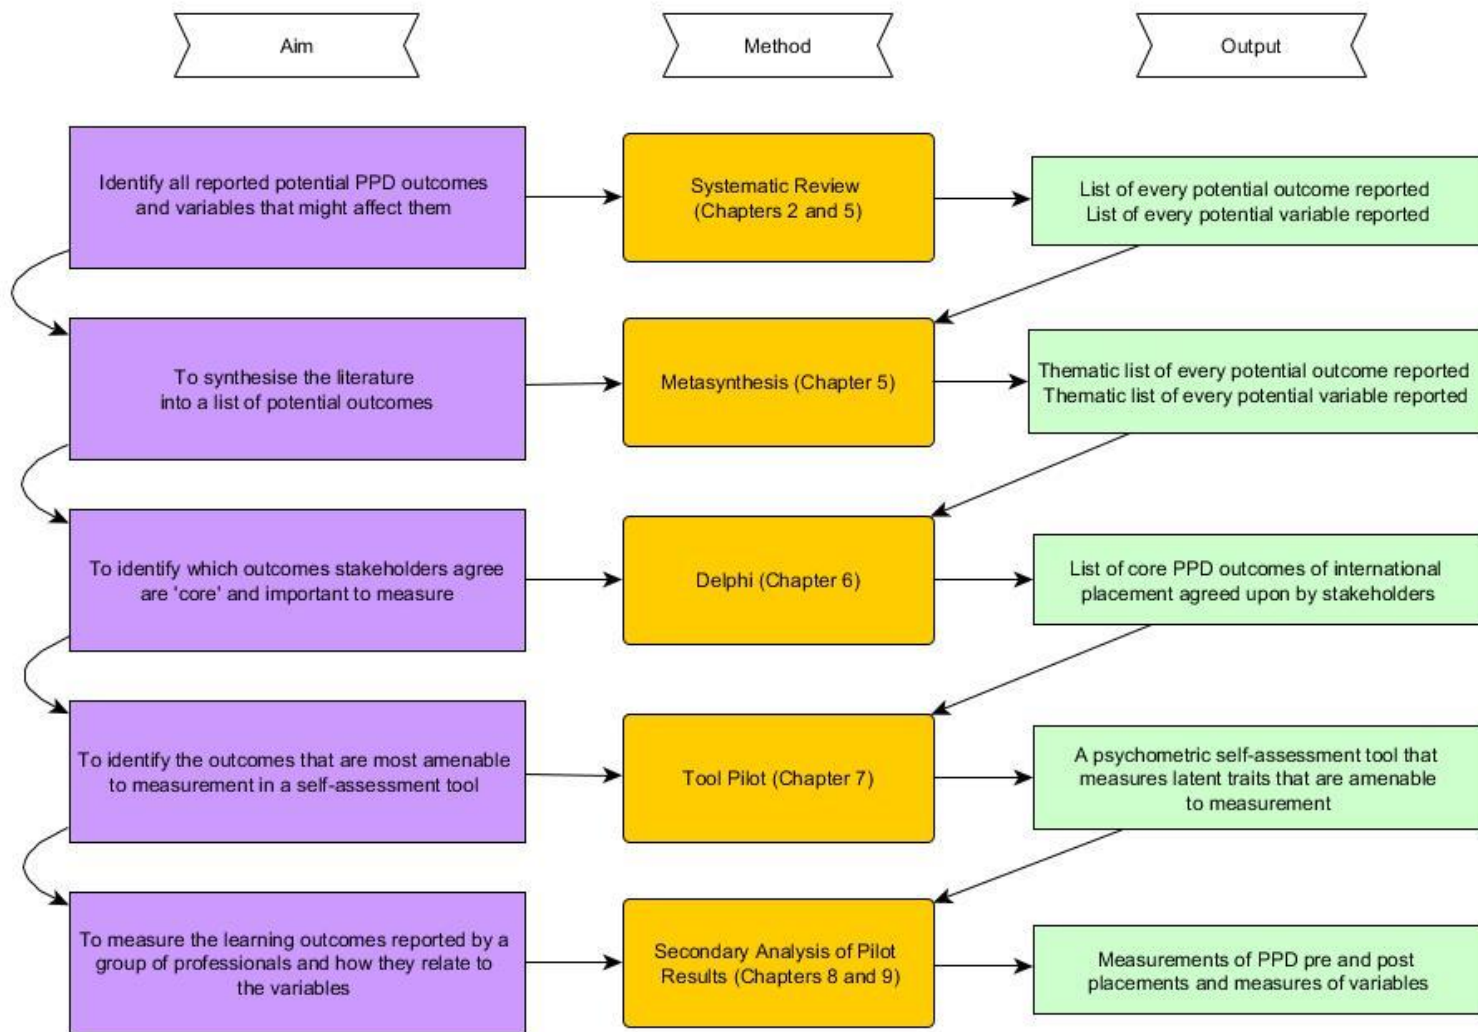 Aim
Method
Output
Identify all reported potential PPD outcomes
and variables that might affect them
Systematic Review
(Chapters 2 and 5)
List of every potential outcome reported
List of every potential variable reported
To synthesise the literature
into a list of potential outcomes
Metasynthesis (Chapter 5)
Thematic list of every potential outcome reported
Thematic list of every potential variable reported
To identify which outcomes stakeholders agree
are 'core' and important to measure
Delphi (Chapter 6)
List of core PPD outcomes of international
placement agreed upon by stakeholders
To identify the outcomes that are most amenable
to measurement in a self-assessment tool
Tool Pilot (Chapter 7)
A psychometric self-assessment tool that
measures latent traits that are amenable
to measurement
To measure the learning outcomes reported by a
group of professionals and how they relate to
the variables
Secondary Analysis of Pilot
Results (Chapters 8 and 9)
Measurements of PPD pre and post
placements and measures of variables